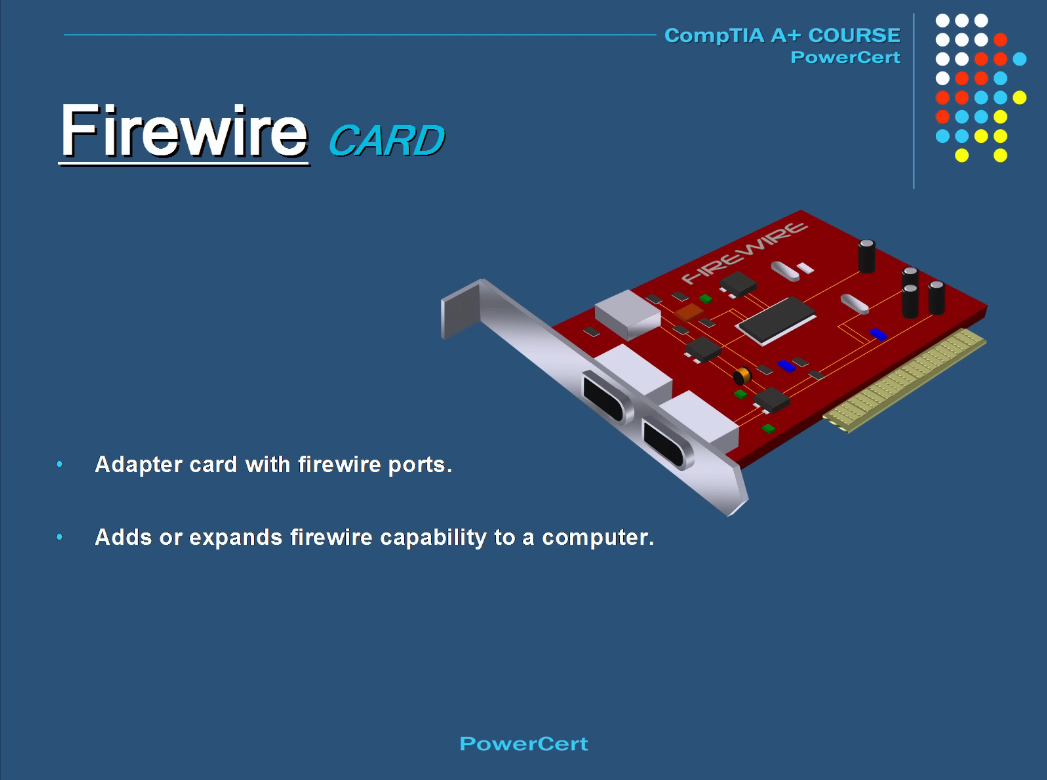 CompTIA A+ COURSE
PowerCert
Firewire CARD
FIREWIRE
• Adapter card with firewire ports.
• Adds or expands firewire capability to a computer.
PowerCert